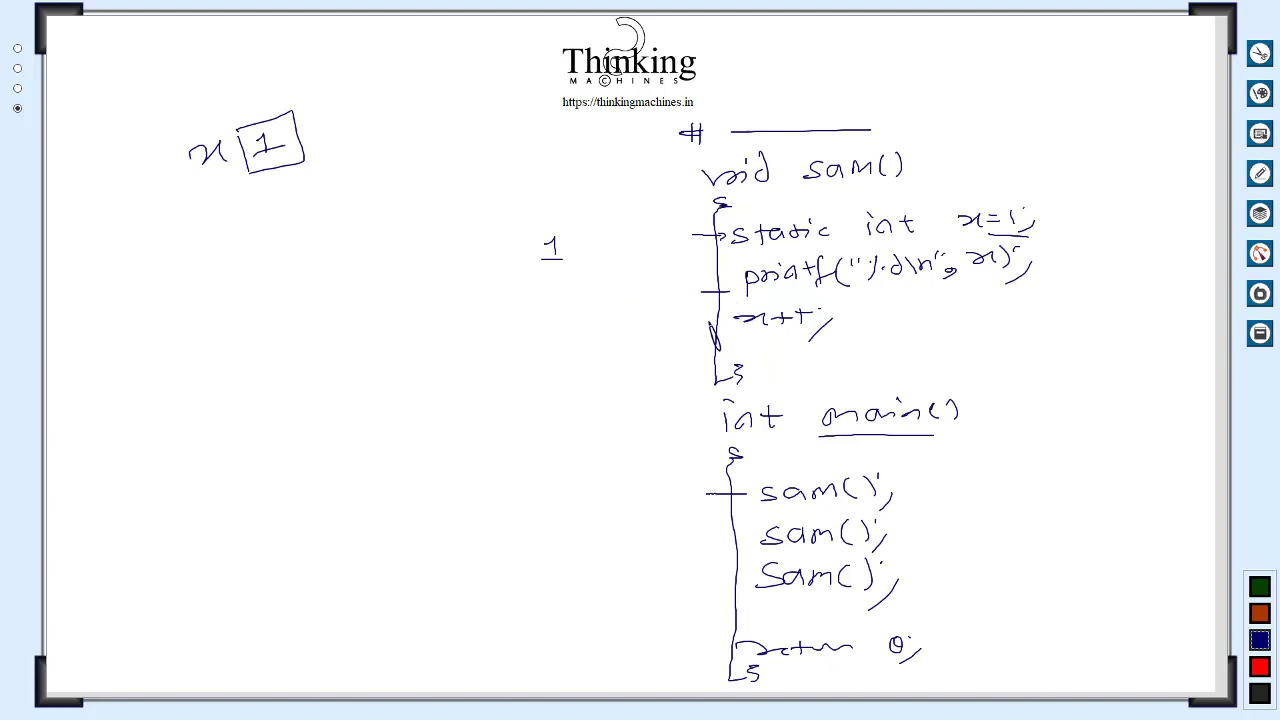 Thinking
MACHINES
https://thinkingmachines.in
x 1
#
void sam()
{
static int x=1;
1
printf("%d\n", x);
x++;
}
int main()
{
sam();
sam();
sam();
return 0;
}